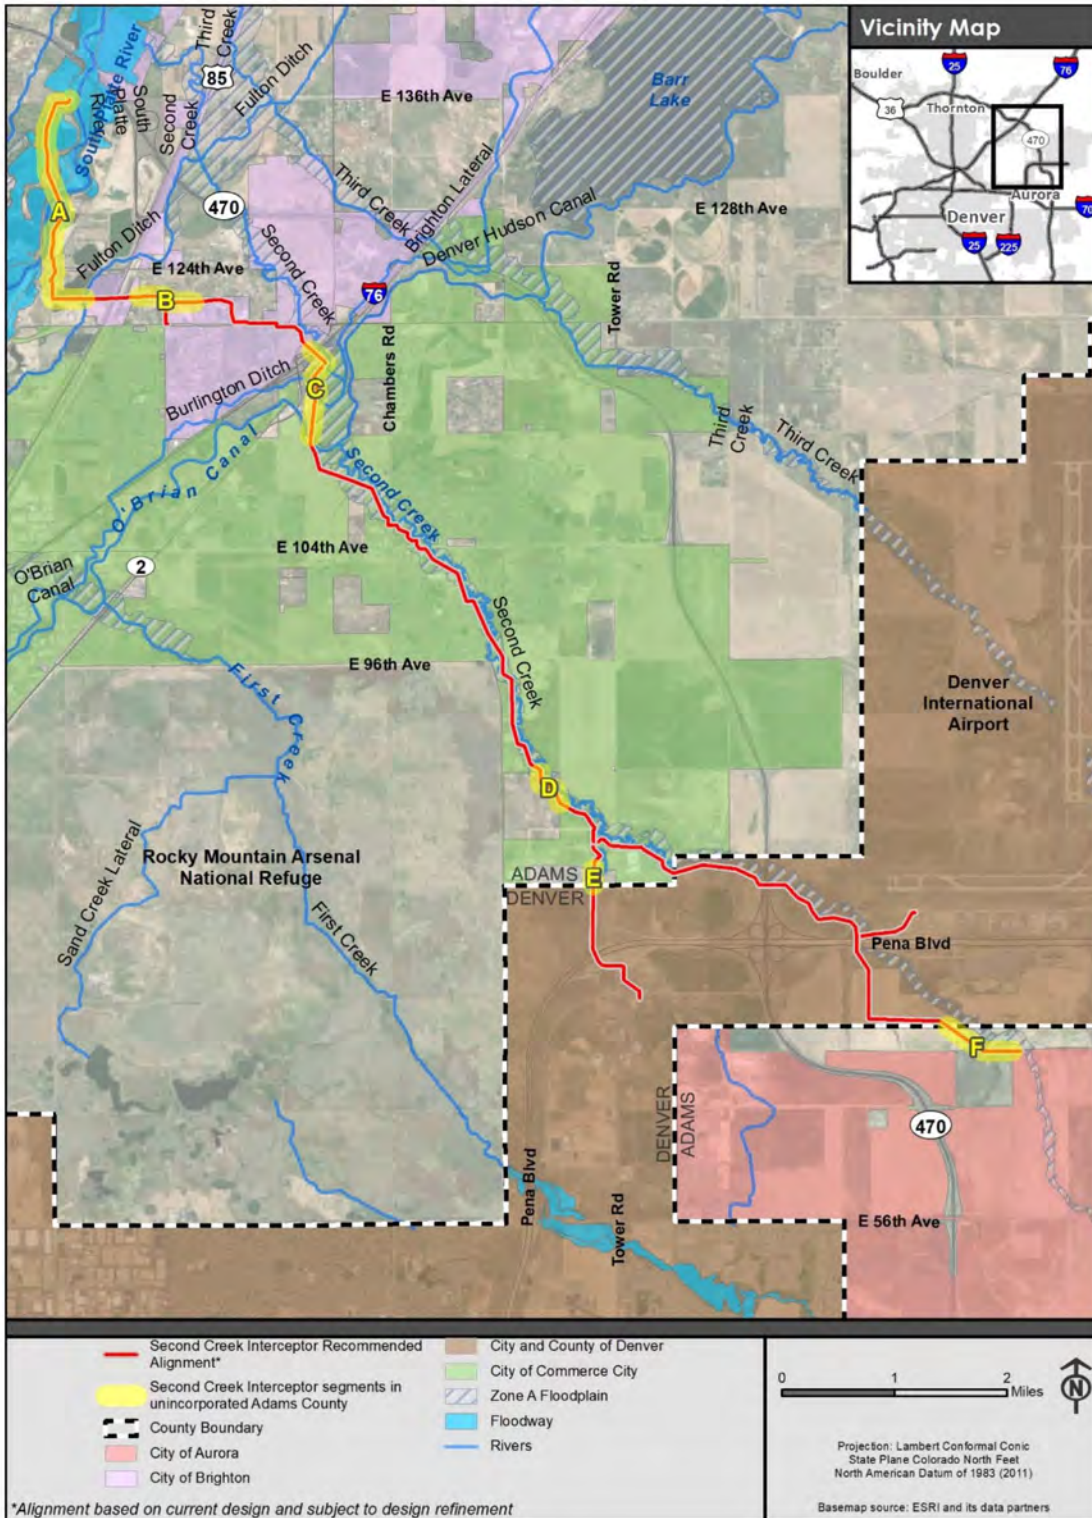 Vicinity Map
Boulder
Thornton
Denver
Aurora
25
76
36
470
70
25
225
South Platte River
South
Platte
River
Second
Creek
Third
Creek
85
Fulton Ditch
E 136th Ave
Barr
Lake
470
Third Creek
Brighton Lateral
Denver Hudson Canal
E 128th Ave
A
Fulton Ditch
E 124th Ave
Second Creek
76
Tower Rd
B
Chambers Rd
C
Burlington Ditch
O'Brian Canal
Third
Creek
Third Creek
Second Creek
E 104th Ave
O'Brian
Canal
2
Second Creek
E 96th Ave
First Creek
Denver
International
Airport
D
Rocky Mountain Arsenal
National Refuge
Sand Creek Lateral
First Creek
ADAMS
DENVER
E
Pena Blvd
F
DENVER
ADAMS
470
Pena Blvd
Tower Rd
E 56th Ave
Second Creek Interceptor Recommended
Alignment*
Second Creek Interceptor segments in
unincorporated Adams County
County Boundary
City of Aurora
City of Brighton
City and County of Denver
City of Commerce City
Zone A Floodplain
Floodway
Rivers
*Alignment based on current design and subject to design refinement
0 1 2
Miles
N
Projection: Lambert Conformal Conic
State Plane Colorado North Feet
North American Datum of 1983 (2011)
Basemap source: ESRI and its data partners